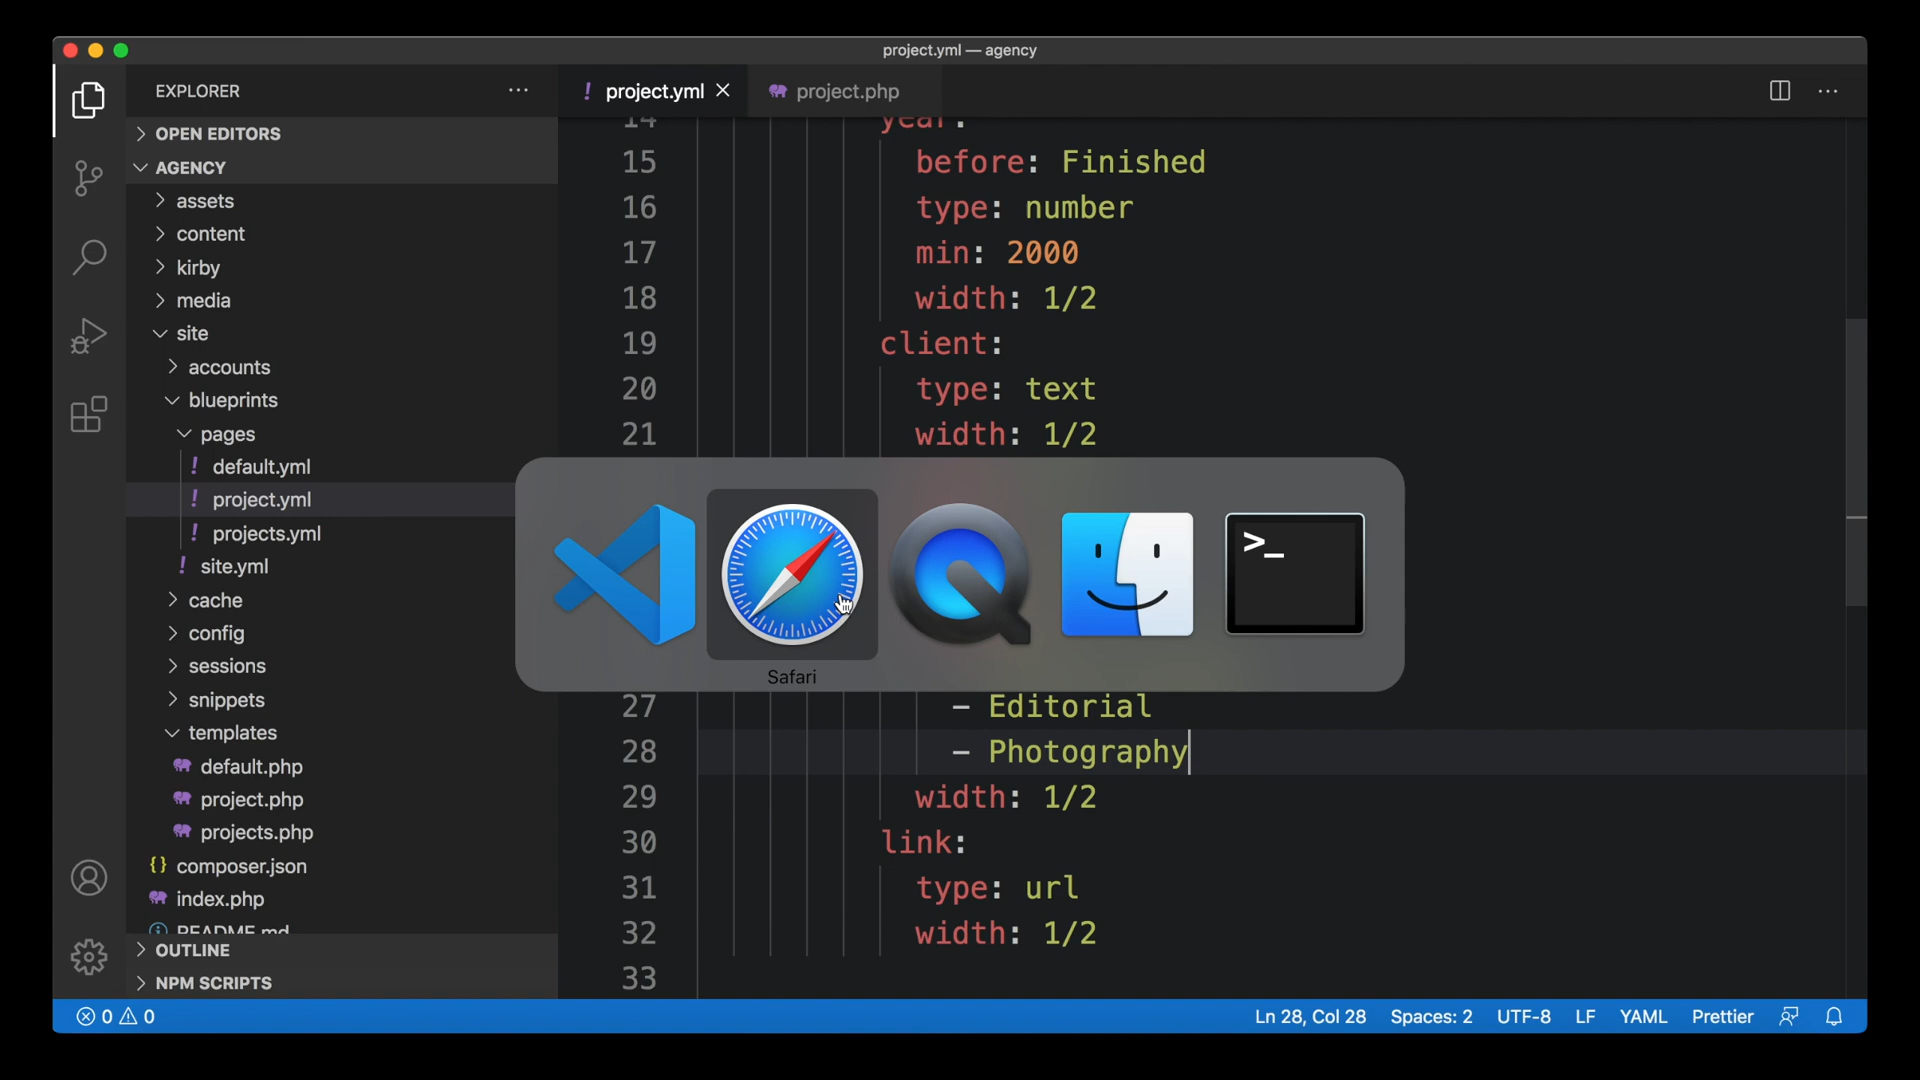 project.yml — agency
EXPLORER
project.yml
project.php
OPEN EDITORS
AGENCY
assets
content
kirby
media
site
accounts
blueprints
pages
default.yml
project.yml
projects.yml
site.yml
cache
config
sessions
snippets
templates
default.php
project.php
projects.php
composer.json
index.php
README.md
OUTLINE
NPM SCRIPTS
14 year:
15 before: Finished
16 type: number
17 min: 2000
18 width: 1/2
19 client:
20 type: text
21 width: 1/2
>_
Safari
27 - Editorial
28 - Photography
29 width: 1/2
30 link:
31 type: url
32 width: 1/2
33
0 0
Ln 28, Col 28 Spaces: 2 UTF-8 LF YAML Prettier